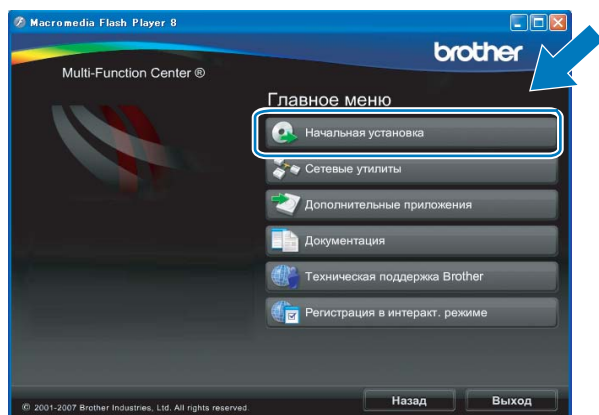 Macromedia Flash Player 8
brother
Multi-Function Center ®
Главное меню
Начальная установка
Сетевые утилиты
Дополнительные приложения
Документация
Техническая поддержка Brother
Регистрация в интеракт. режиме
Назад
Выход
© 2001-2007 Brother Industries, Ltd. All rights reserved.